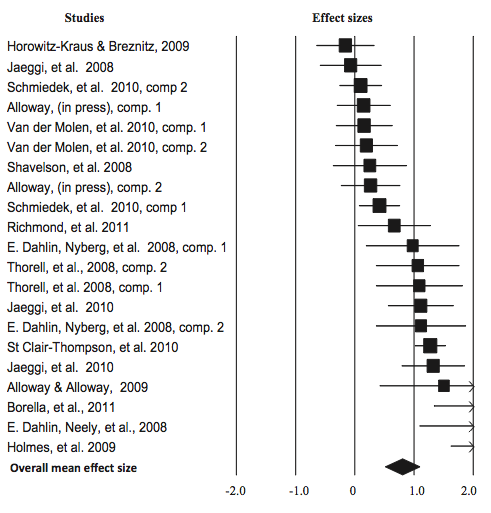 Studies Effect sizes
Horowitz-Kraus & Breznitz, 2009
Jaeggi, et al. 2008
Schmiedek, et al. 2010, comp 2
Alloway, (in press), comp. 1
Van der Molen, et al. 2010, comp. 1
Van der Molen, et al. 2010, comp. 2
Shavelson, et al. 2008
Alloway, (in press), comp. 2
Schmiedek, et al. 2010, comp 1
Richmond, et al. 2011
E. Dahlin, Nyberg, et al. 2008, comp. 1
Thorell, et al., 2008, comp. 2
Thorell, et al. 2008, comp. 1
Jaeggi, et al. 2010
E. Dahlin, Nyberg, et al. 2008, comp. 2
St Clair-Thompson, et al. 2010
Jaeggi, et al. 2010
Alloway & Alloway, 2009
Borella, et al., 2011
E. Dahlin, Neely, et al., 2008
Holmes, et al. 2009
Overall mean effect size
-2.0 -1.0 0 1.0 2.0